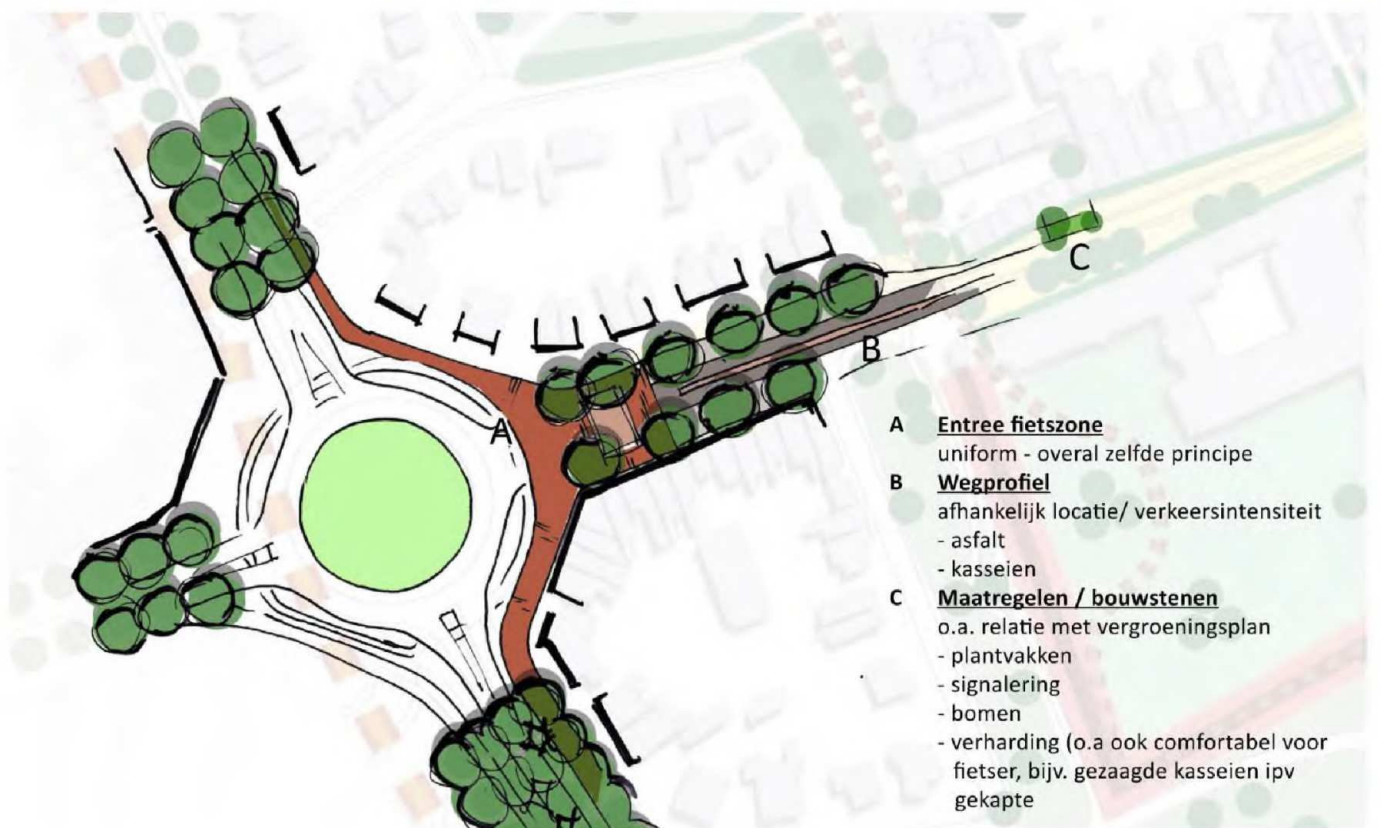 C
B
A
A Entree fietszone
uniform - overal zelfde principe
B Wegprofiel
afhankelijk locatie/ verkeersintensiteit
- asfalt
- kasseien
C Maatregelen / bouwstenen
o.a. relatie met vergroeningsplan
- plantvakken
- signalering
- bomen
- verharding (o.a ook comfortabel voor
fietser, bijv. gezaagde kasseien ipv
gekapte